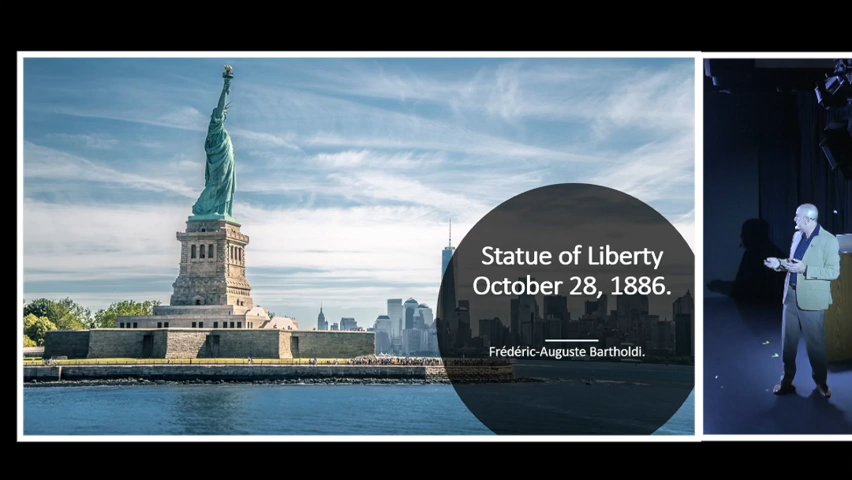 Statue of Liberty
October 28, 1886.
Frédéric-Auguste Bartholdi.